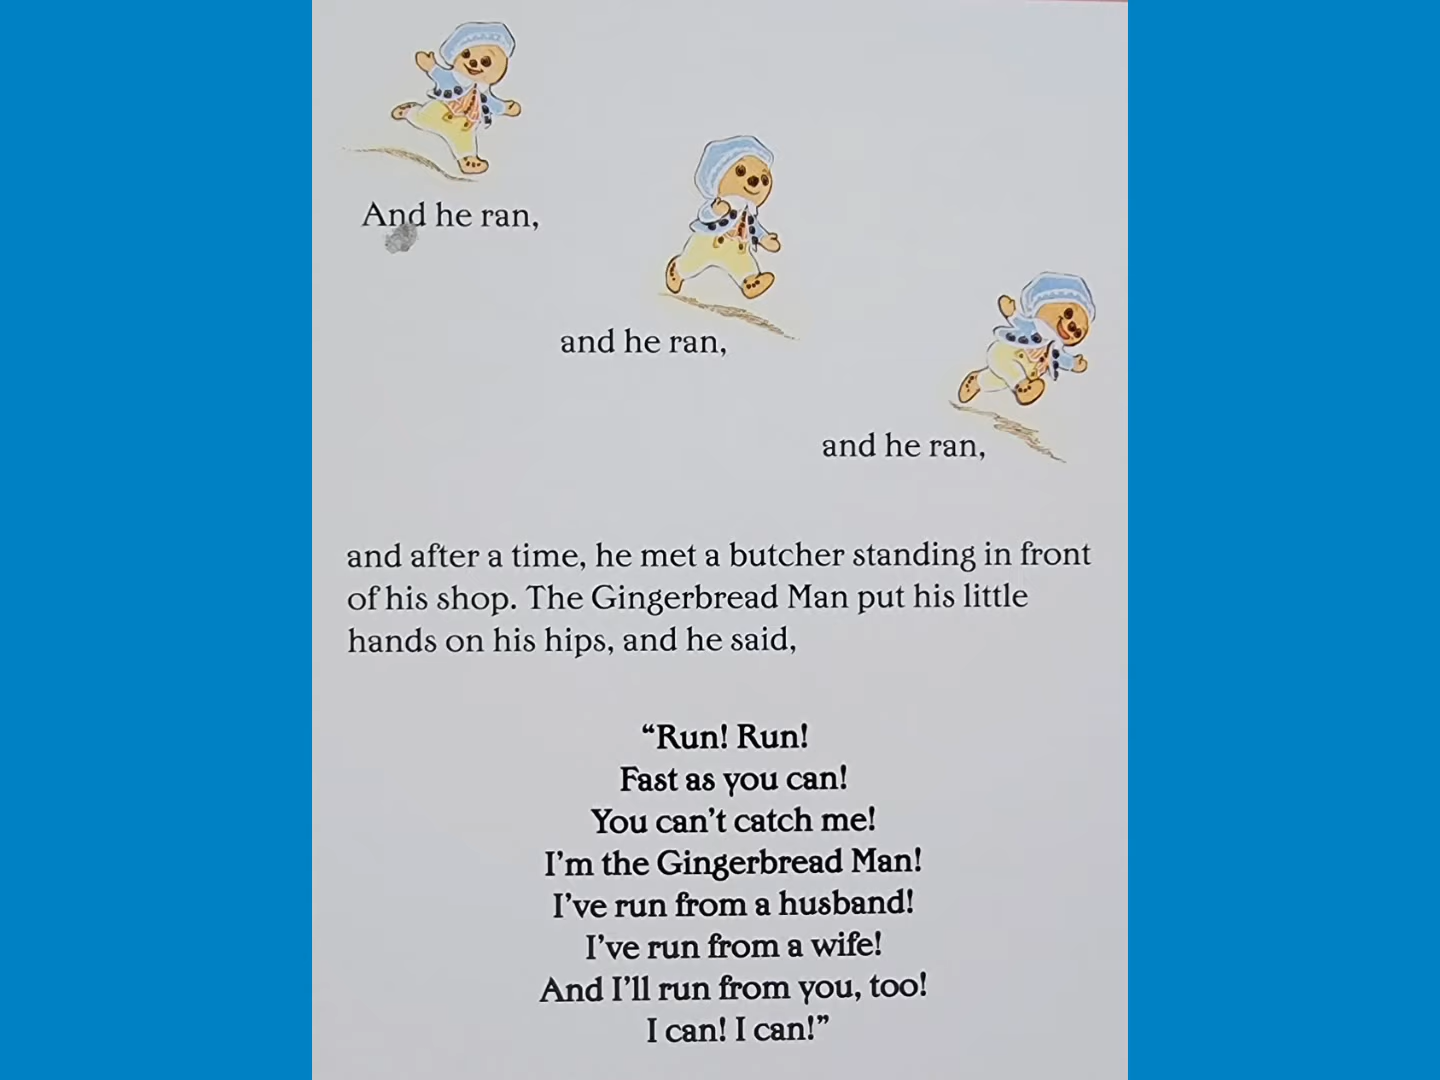 And he ran,
and he ran,
and he ran,
and after a time, he met a butcher standing in front
of his shop. The Gingerbread Man put his little
hands on his hips, and he said,
“Run! Run!
Fast as you can!
You can’t catch me!
I’m the Gingerbread Man!
I’ve run from a husband!
I’ve run from a wife!
And I’ll run from you, too!
I can! I can!”